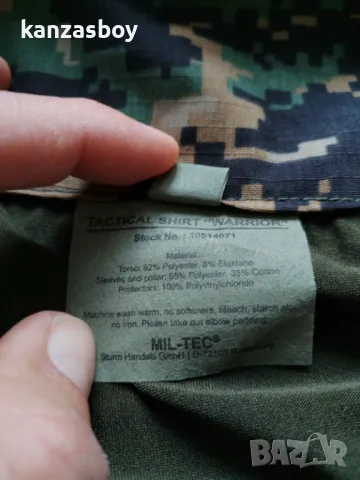 kanzasboy
TACTICAL SHIRT "WARRIOR"
Stock No.: 10514071
Material:
Torso: 92% Polyester, 8% Elastane
Sleeves and collar: 65% Polyester, 35% Cotton
Protectors: 100% Polyvinylchloride
Machine wash warm, no softeners, bleach, starch
no iron. Please take out elbow padding.
MIL-TEC®
Sturm Handels GmbH |
BAZAR
bg